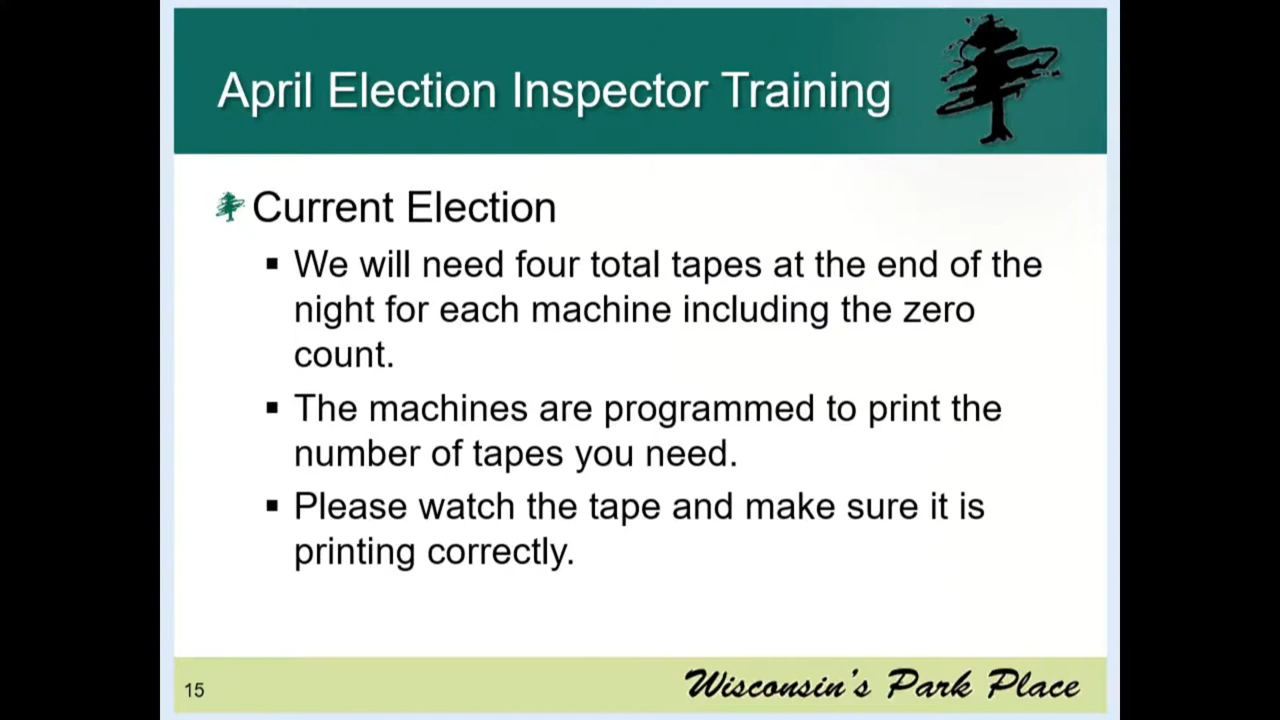 April Election Inspector Training
Current Election
▪ We will need four total tapes at the end of the
night for each machine including the zero
count.
▪ The machines are programmed to print the
number of tapes you need.
▪ Please watch the tape and make sure it is
printing correctly.
15
Wisconsin's Park Place